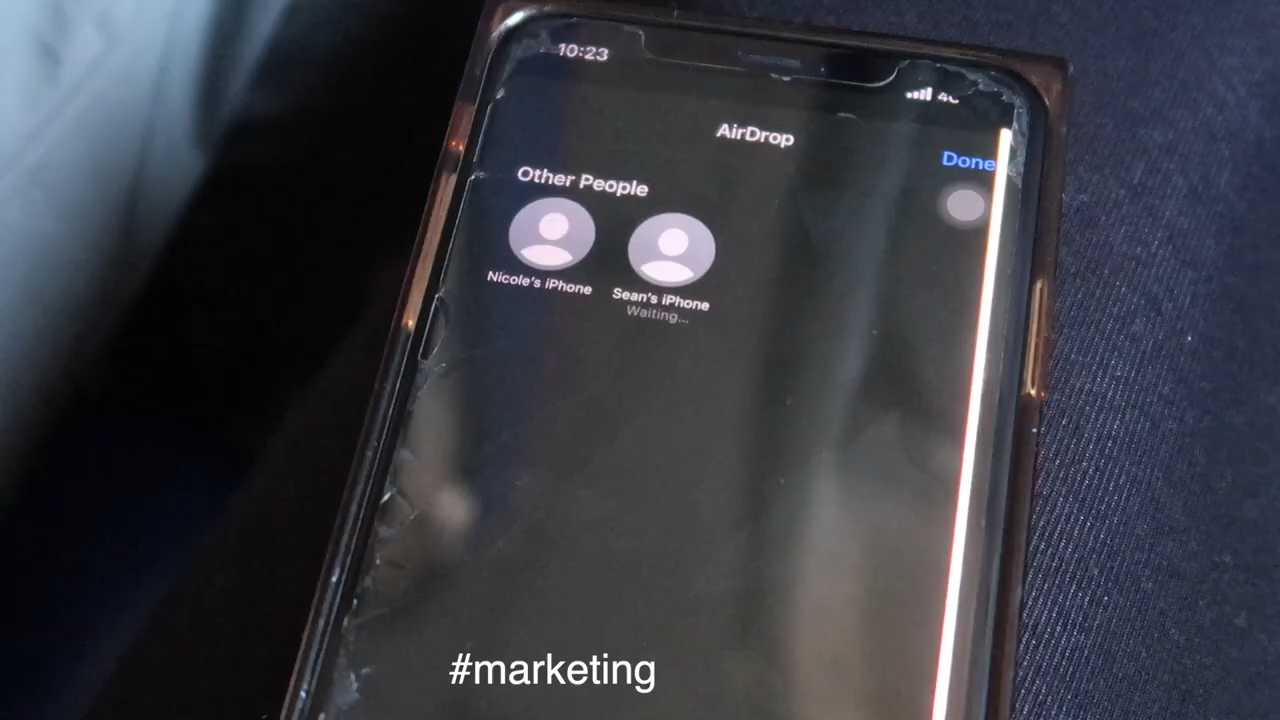 10:23
AirDrop
Done
Other People
Nicole's iPhone
Sean's iPhone
Waiting...
#marketing